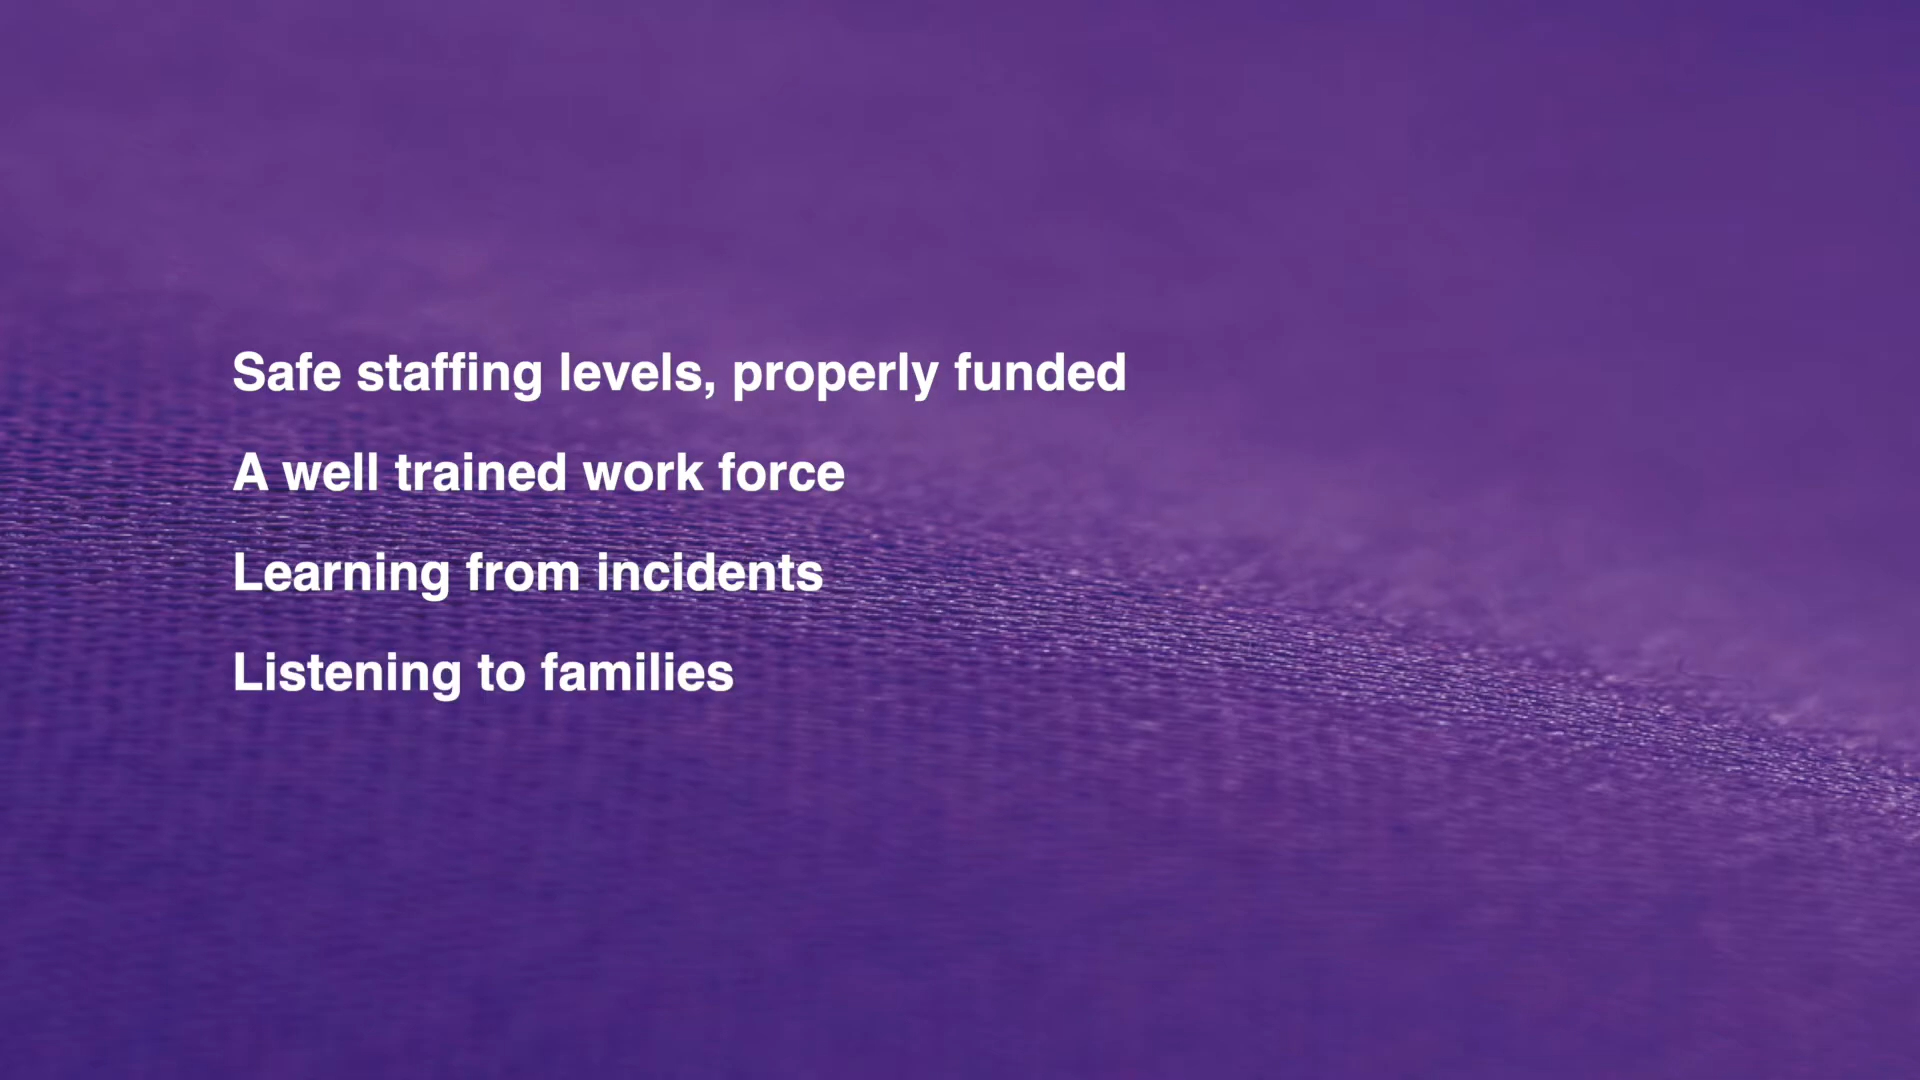 Safe staffing levels, properly funded
A well trained work force
Learning from incidents
Listening to families